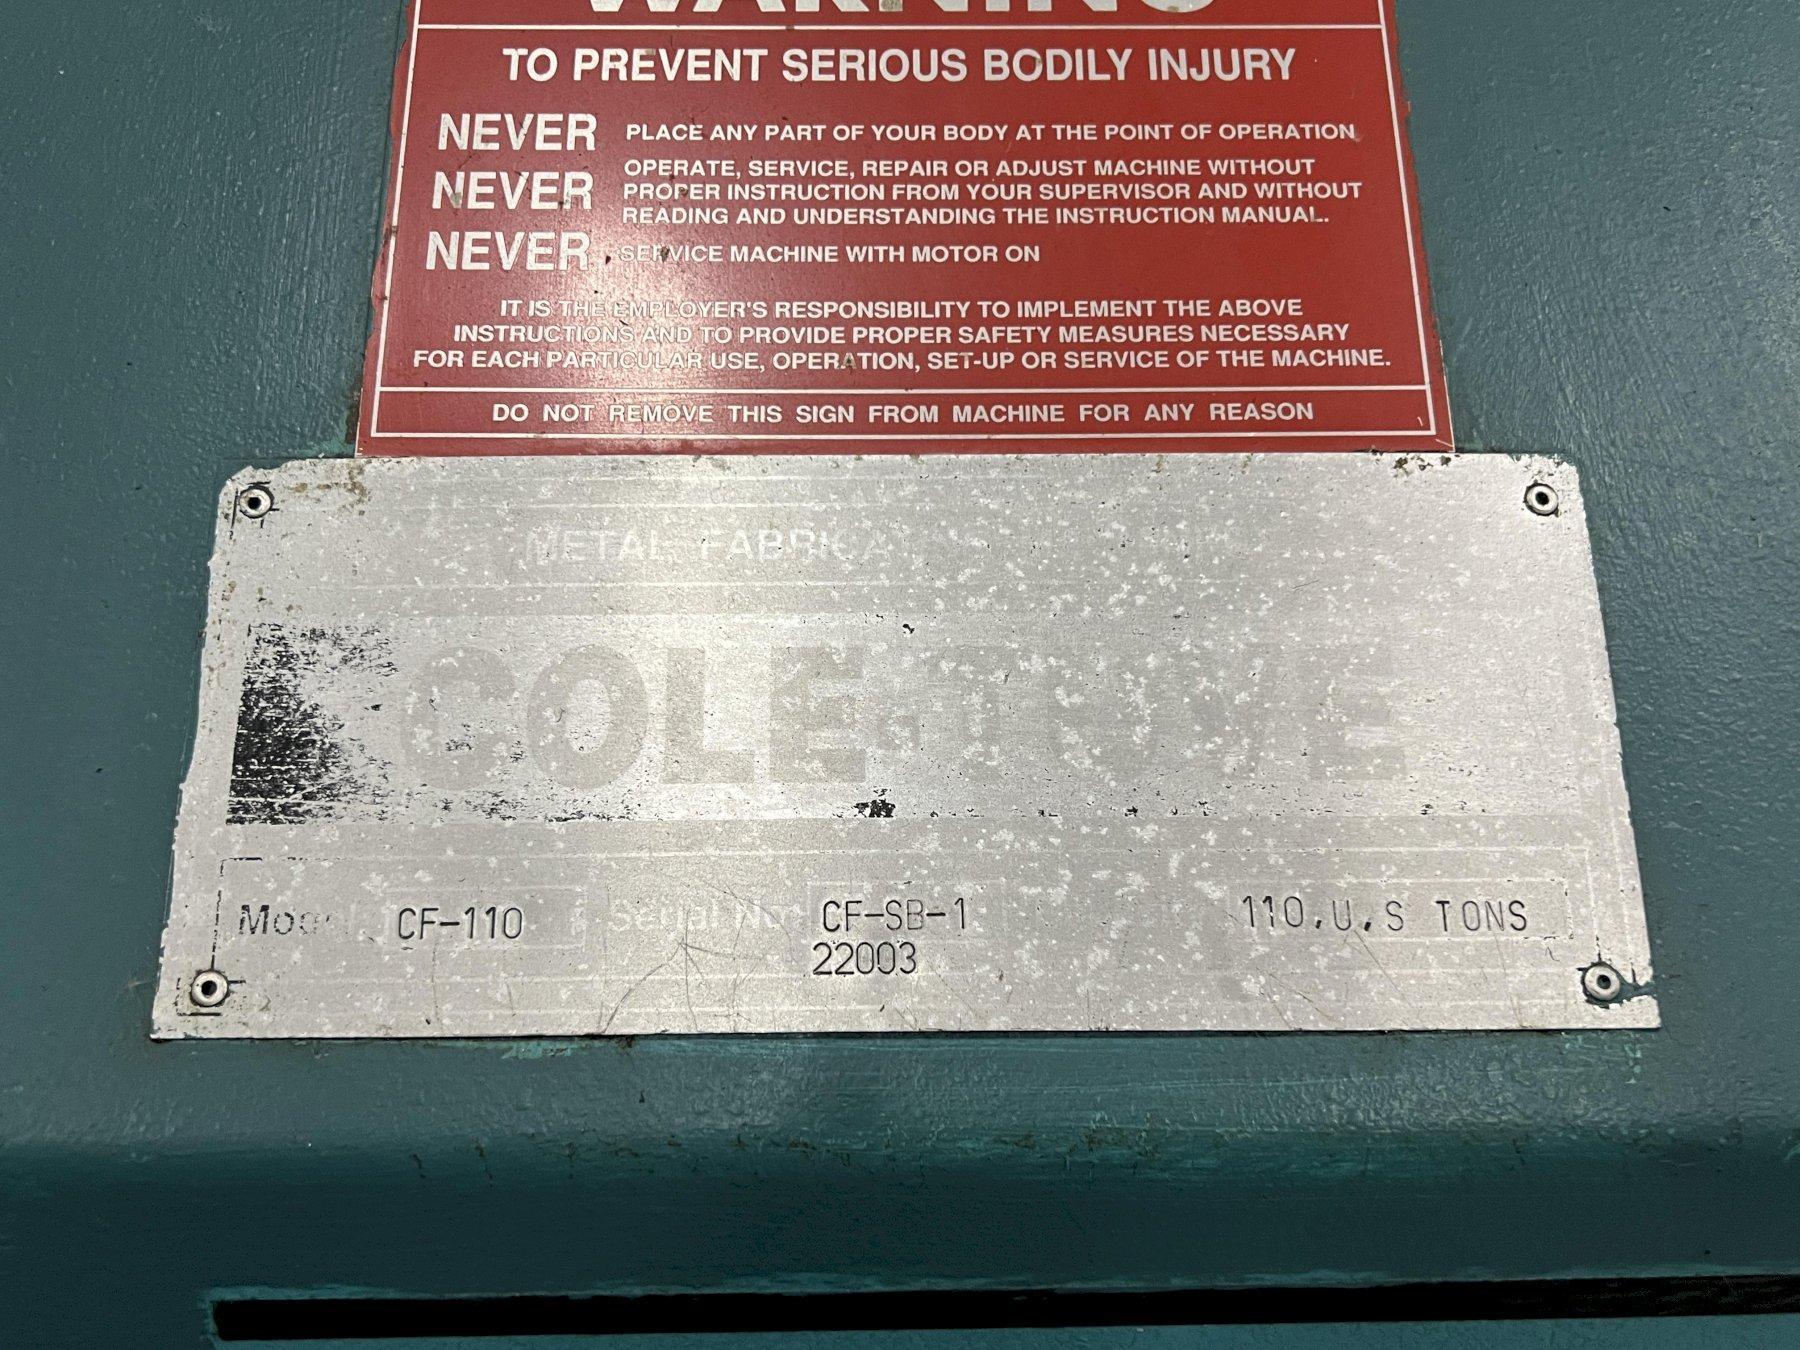 WARNING
TO PREVENT SERIOUS BODILY INJURY
NEVER PLACE ANY PART OF YOUR BODY AT THE POINT OF OPERATION
NEVER OPERATE, SERVICE, REPAIR OR ADJUST MACHINE WITHOUT
PROPER INSTRUCTION FROM YOUR SUPERVISOR AND WITHOUT
READING AND UNDERSTANDING THE INSTRUCTION MANUAL.
NEVER SERVICE MACHINE WITH MOTOR ON
IT IS THE EMPLOYER'S RESPONSIBILITY TO IMPLEMENT THE ABOVE
INSTRUCTIONS AND TO PROVIDE PROPER SAFETY MEASURES NECESSARY
FOR EACH PARTICULAR USE, OPERATION, SET-UP OR SERVICE OF THE MACHINE.
DO NOT REMOVE THIS SIGN FROM MACHINE FOR ANY REASON
METAL
COLE-TUVE
Model CF-110 CF-SB-1 110.U.S TONS
22003